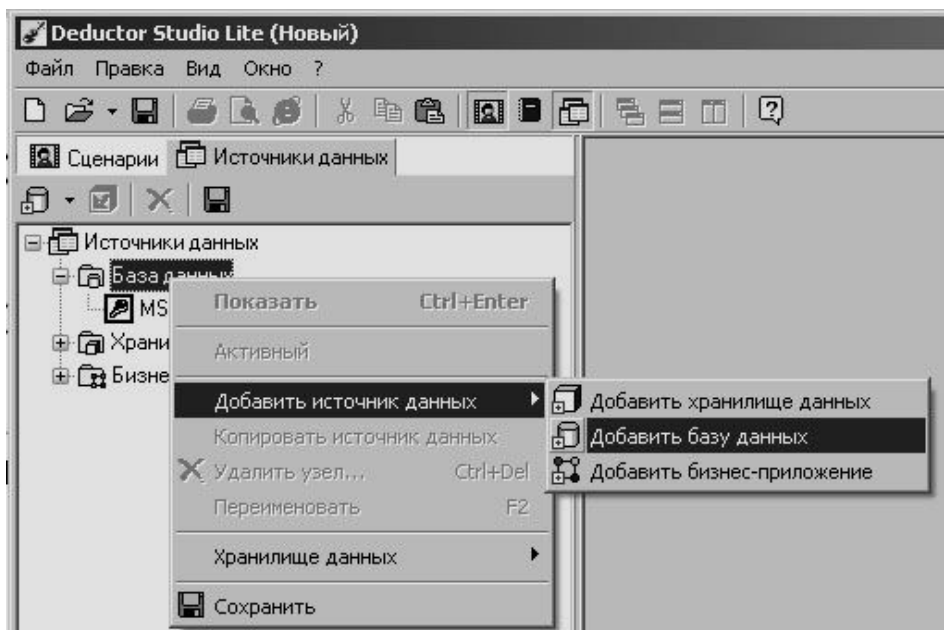 Deductor Studio Lite (Новый)
Файл Правка Вид Окно ?
Сценарии Источники данных
Источники данных
База данных
MS
Показать Ctrl+Enter
Храни
Активный
Бизне
Добавить источник данных
Добавить хранилище данных
Копировать источник данных
Добавить базу данных
Удалить узел... Ctrl+Del
Добавить бизнес-приложение
Переименовать F2
Хранилище данных
Сохранить